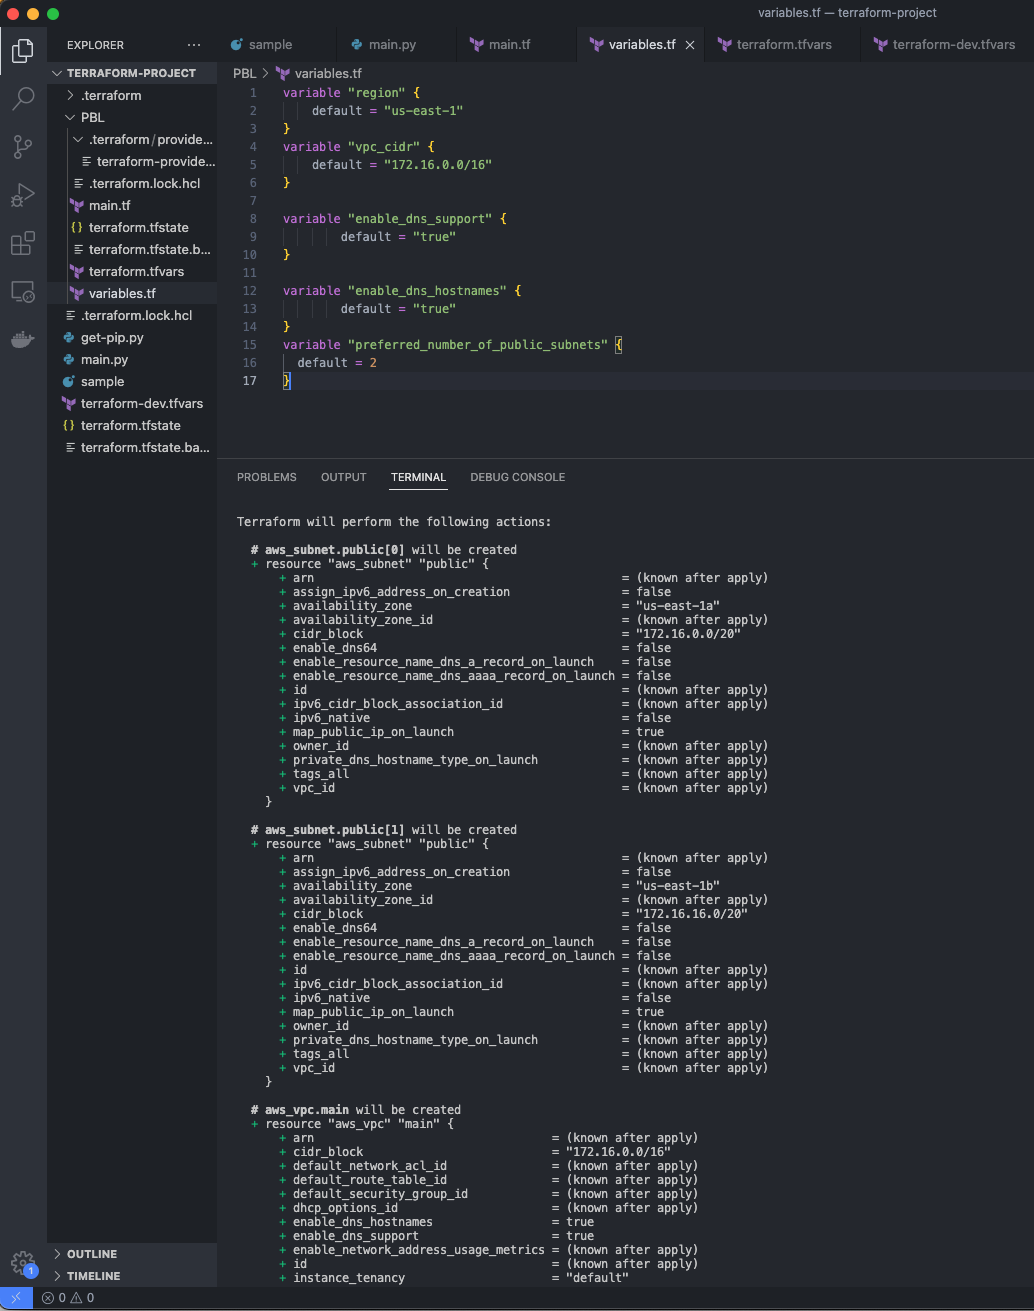 variables.tf — terraform-project
EXPLORER ···
sample
main.py
main.tf
variables.tf ×
terraform.tfvars
terraform-dev.tfvars
TERRAFORM-PROJECT
.terraform
PBL
.terraform/provide...
terraform-provide...
.terraform.lock.hcl
main.tf
terraform.tfstate
terraform.tfstate.b...
terraform.tfvars
variables.tf
.terraform.lock.hcl
get-pip.py
main.py
sample
terraform-dev.tfvars
terraform.tfstate
terraform.tfstate.ba...
OUTLINE
TIMELINE
PBL > variables.tf
1 variable "region" {
2 default = "us-east-1"
3 }
4 variable "vpc_cidr" {
5 default = "172.16.0.0/16"
6 }
7
8 variable "enable_dns_support" {
9 default = "true"
10 }
11
12 variable "enable_dns_hostnames" {
13 default = "true"
14 }
15 variable "preferred_number_of_public_subnets" {
16 default = 2
17 }
PROBLEMS OUTPUT TERMINAL DEBUG CONSOLE
Terraform will perform the following actions:
# aws_subnet.public[0] will be created
+ resource "aws_subnet" "public" {
+ arn = (known after apply)
+ assign_ipv6_address_on_creation = false
+ availability_zone = "us-east-1a"
+ availability_zone_id = (known after apply)
+ cidr_block = "172.16.0.0/20"
+ enable_dns64 = false
+ enable_resource_name_dns_a_record_on_launch = false
+ enable_resource_name_dns_aaaa_record_on_launch = false
+ id = (known after apply)
+ ipv6_cidr_block_association_id = (known after apply)
+ ipv6_native = false
+ map_public_ip_on_launch = true
+ owner_id = (known after apply)
+ private_dns_hostname_type_on_launch = (known after apply)
+ tags_all = (known after apply)
+ vpc_id = (known after apply)
}
# aws_subnet.public[1] will be created
+ resource "aws_subnet" "public" {
+ arn = (known after apply)
+ assign_ipv6_address_on_creation = false
+ availability_zone = "us-east-1b"
+ availability_zone_id = (known after apply)
+ cidr_block = "172.16.16.0/20"
+ enable_dns64 = false
+ enable_resource_name_dns_a_record_on_launch = false
+ enable_resource_name_dns_aaaa_record_on_launch = false
+ id = (known after apply)
+ ipv6_cidr_block_association_id = (known after apply)
+ ipv6_native = false
+ map_public_ip_on_launch = true
+ owner_id = (known after apply)
+ private_dns_hostname_type_on_launch = (known after apply)
+ tags_all = (known after apply)
+ vpc_id = (known after apply)
}
# aws_vpc.main will be created
+ resource "aws_vpc" "main" {
+ arn = (known after apply)
+ cidr_block = "172.16.0.0/16"
+ default_network_acl_id = (known after apply)
+ default_route_table_id = (known after apply)
+ default_security_group_id = (known after apply)
+ dhcp_options_id = (known after apply)
+ enable_dns_hostnames = true
+ enable_dns_support = true
+ enable_network_address_usage_metrics = (known after apply)
+ id = (known after apply)
+ instance_tenancy = "default"
1
0 0